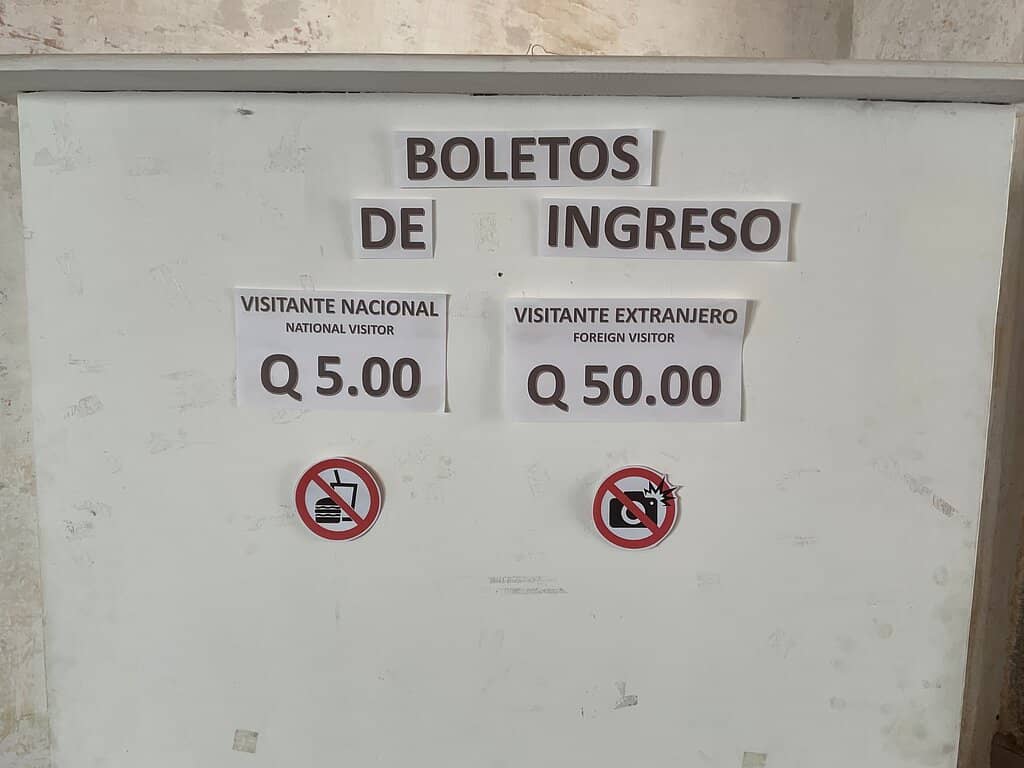 BOLETOS
DE INGRESO
VISITANTE NACIONAL
NATIONAL VISITOR
Q 5.00
VISITANTE EXTRANJERO
FOREIGN VISITOR
Q 50.00